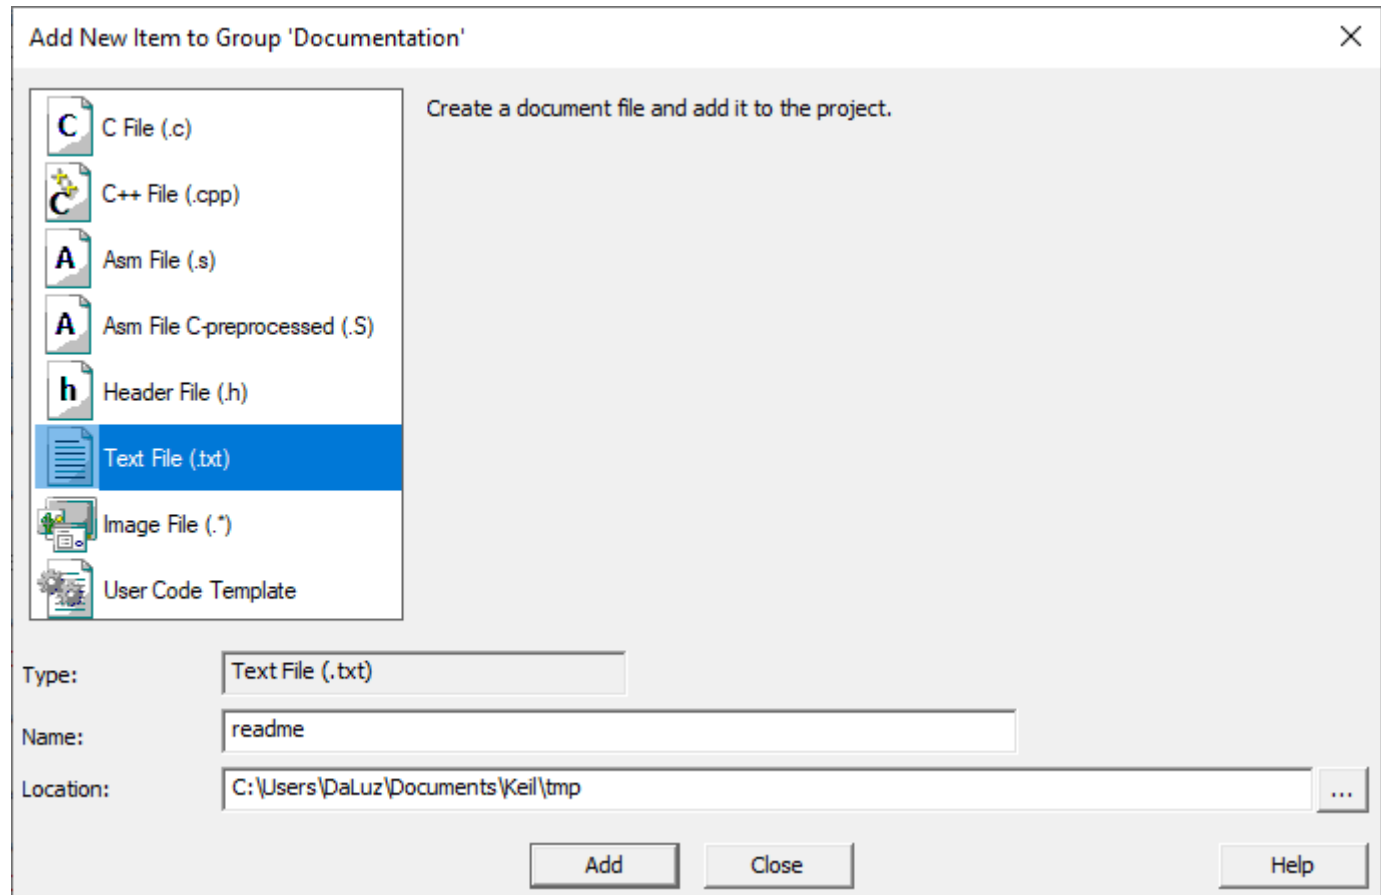 Add New Item to Group 'Documentation'
C File (.c)
C++ File (.cpp)
Asm File (.s)
Asm File C-preprocessed (.S)
Header File (.h)
Text File (.txt)
Image File (.*)
User Code Template
Create a document file and add it to the project.
Type: Text File (.txt)
Name: readme
Location: C:\Users\DaLuz\Documents\Keil\tmp ...
Add Close Help